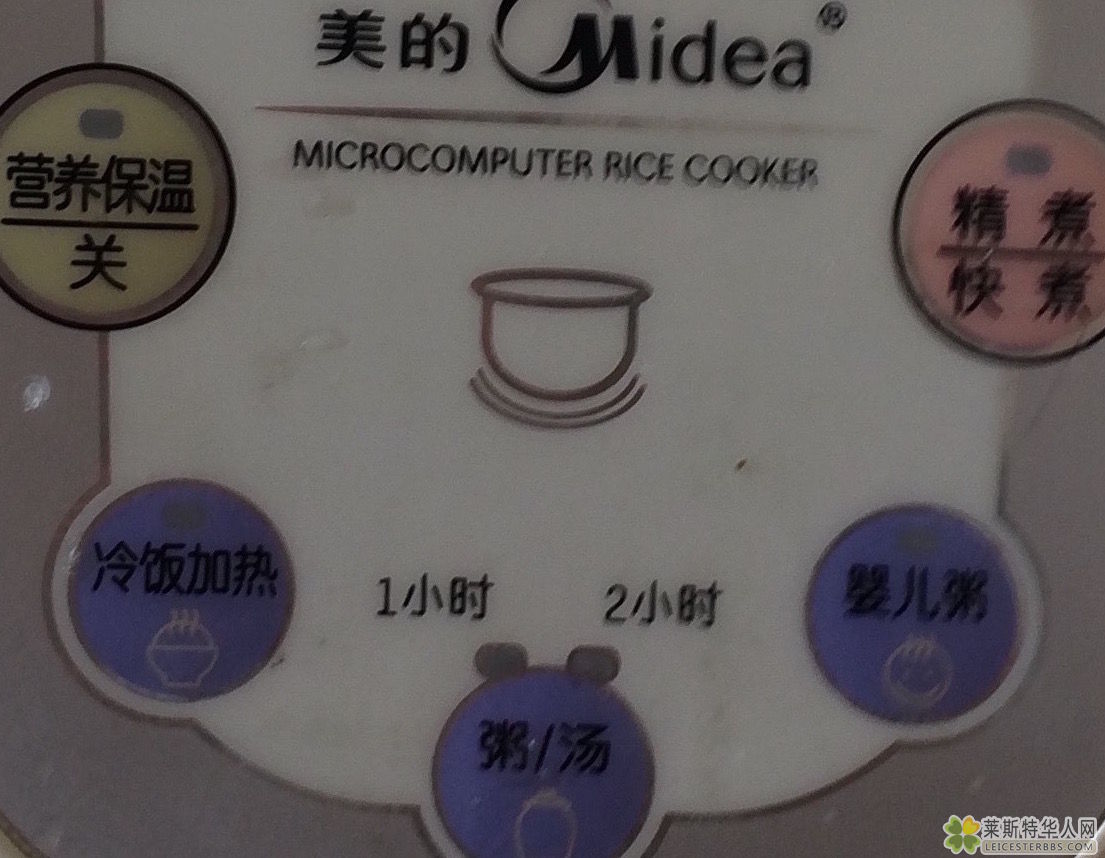 美的 Midea®
MICROCOMPUTER RICE COOKER
营养保温
关
精煮
快煮
冷饭加热
1小时
2小时
婴儿粥
粥/汤
莱斯特华人网
LEICESTERBBS.COM